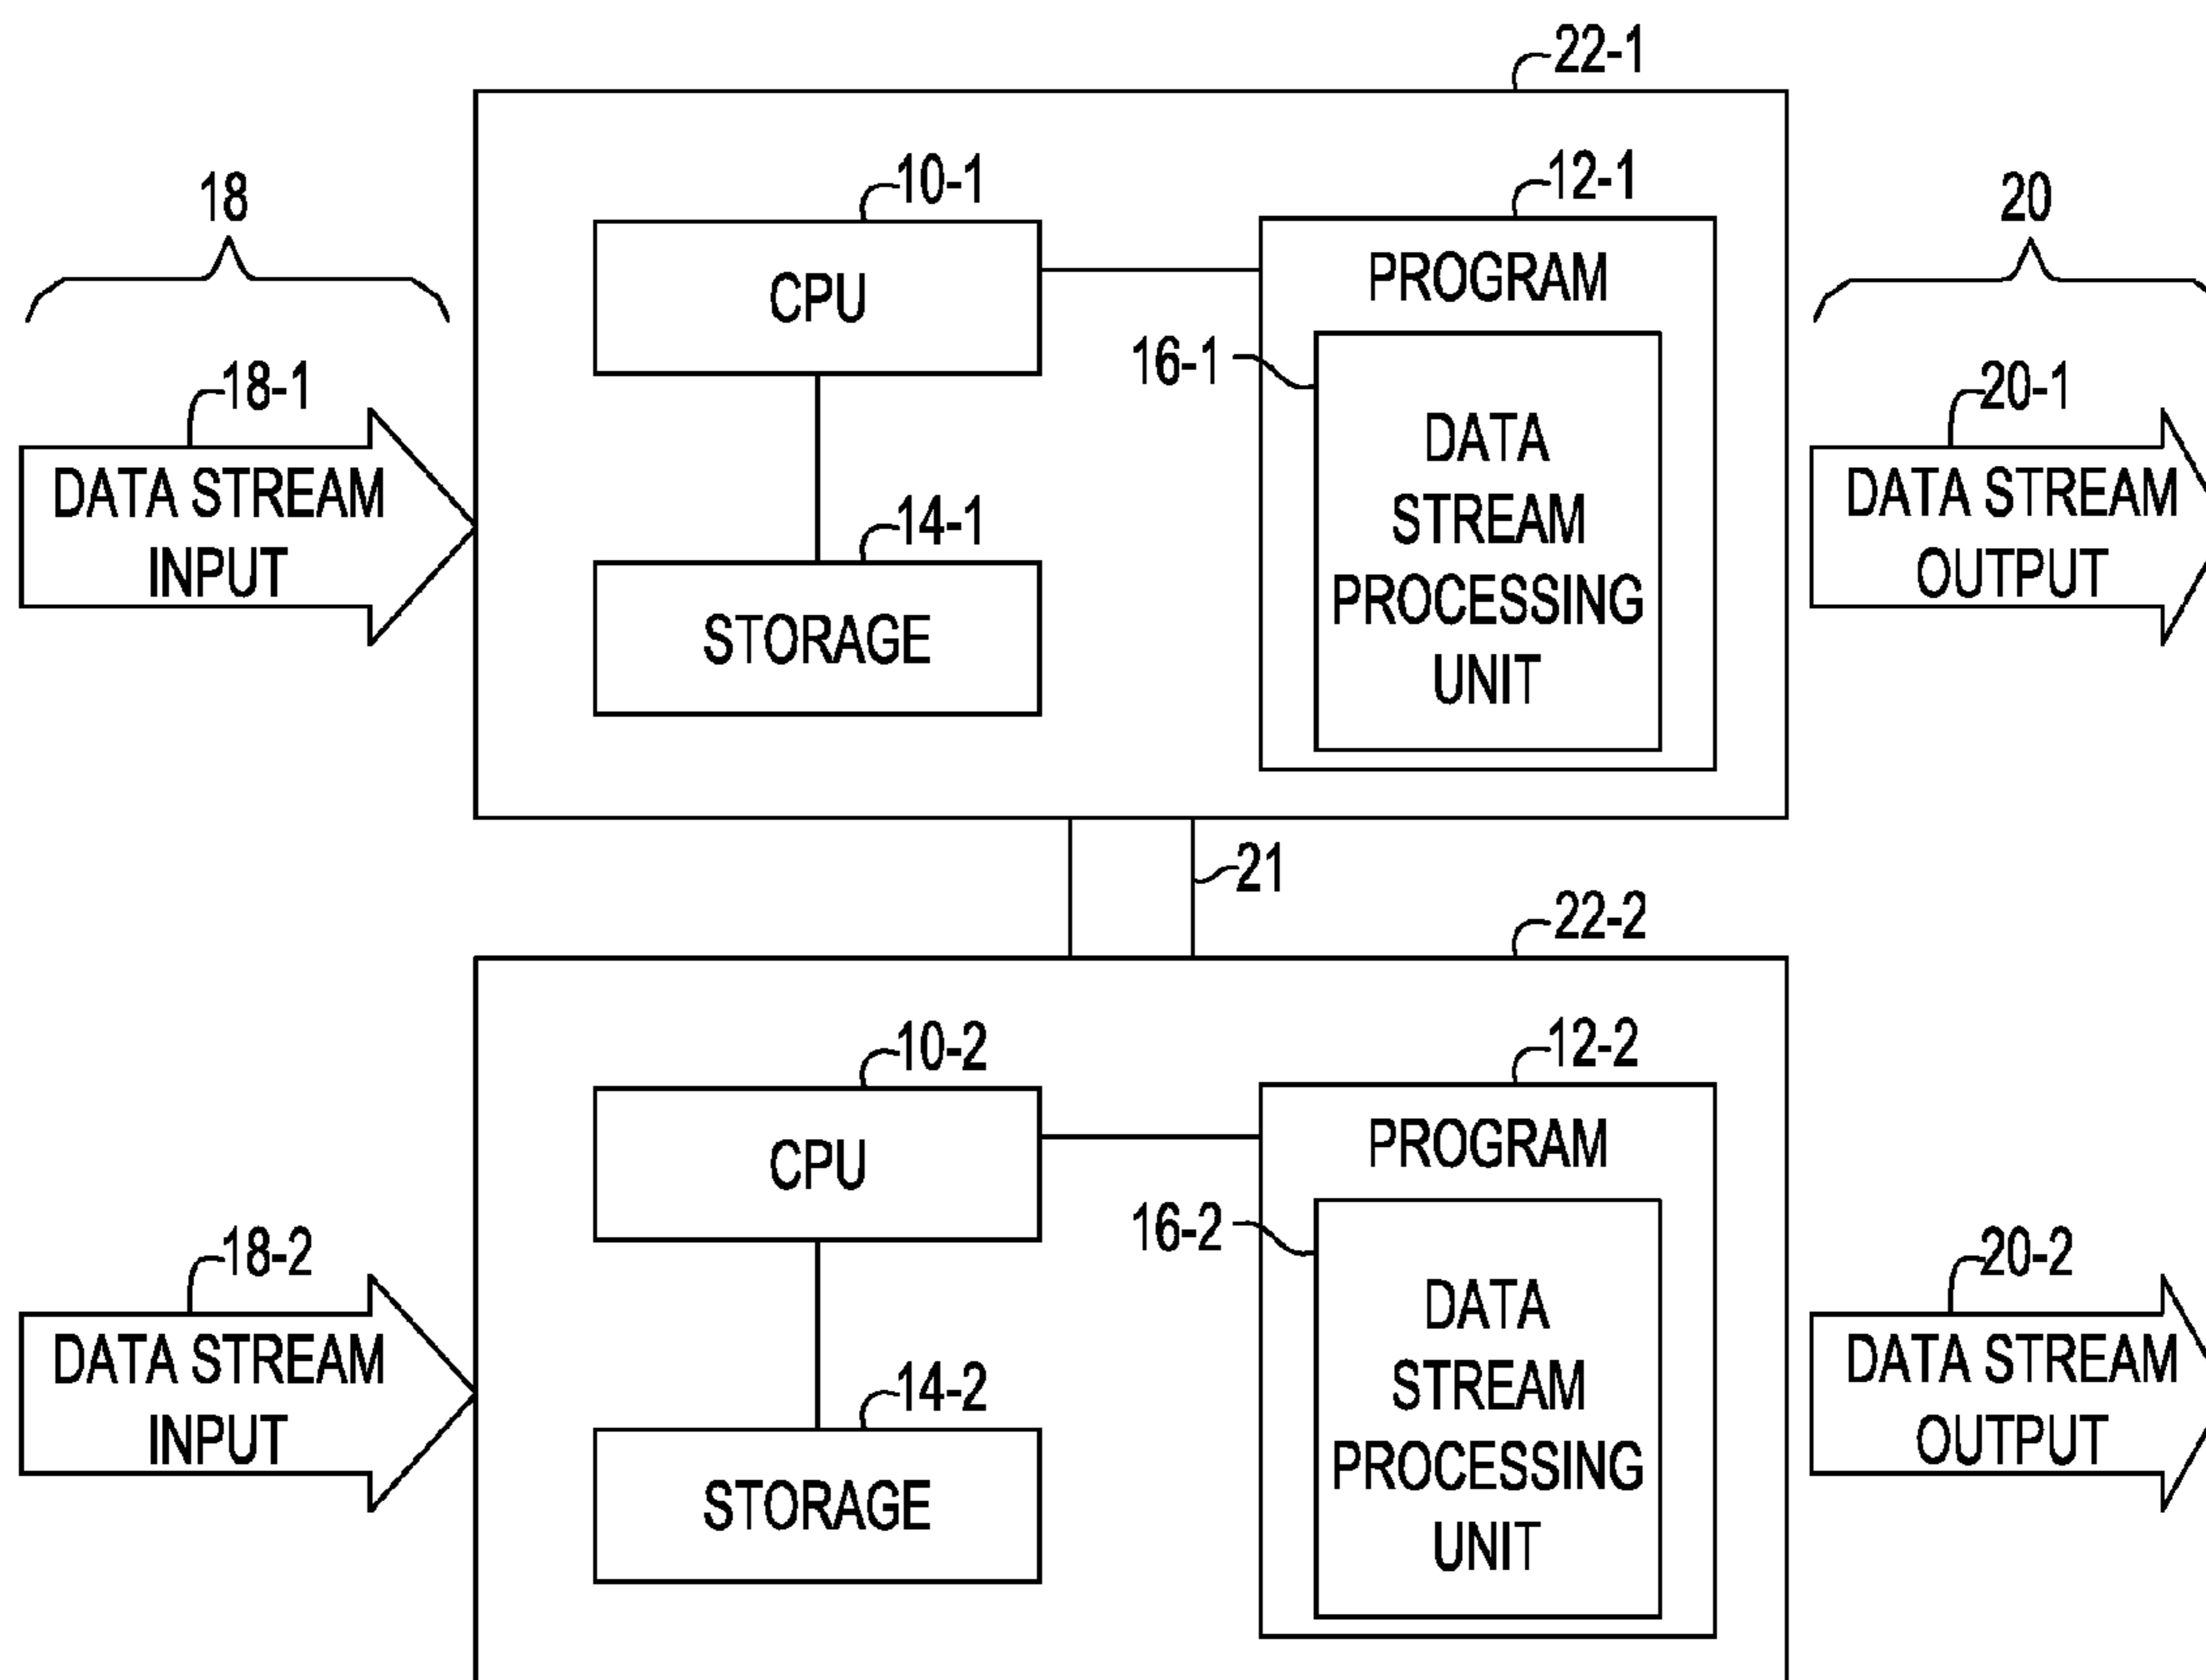 22-1
18
10-1
12-1
20
CPU
PROGRAM
18-1
16-1
20-1
DATA STREAM
INPUT
14-1
STORAGE
DATA
STREAM
PROCESSING
UNIT
DATA STREAM
OUTPUT
21
22-2
10-2
12-2
CPU
PROGRAM
18-2
16-2
20-2
DATA STREAM
INPUT
14-2
STORAGE
DATA
STREAM
PROCESSING
UNIT
DATA STREAM
OUTPUT